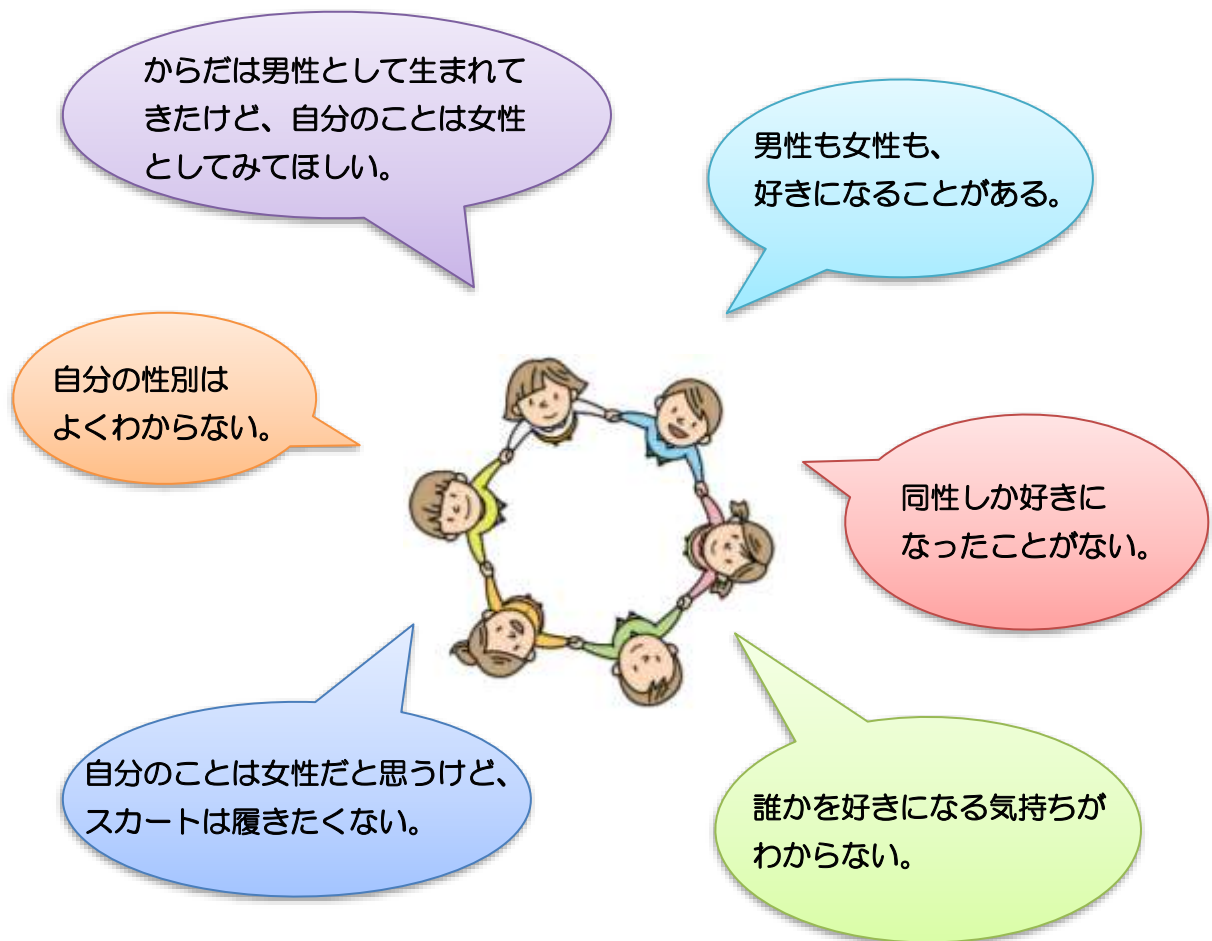 からだは男性として生まれて
きたけど、自分のことは女性
としてみてほしい。
男性も女性も、
好きになることがある。
自分の性別は
よくわからない。
同性しか好きに
なったことがない。
自分のことは女性だと思うけど、
スカートは履きたくない。
誰かを好きになる気持ちが
わからない。